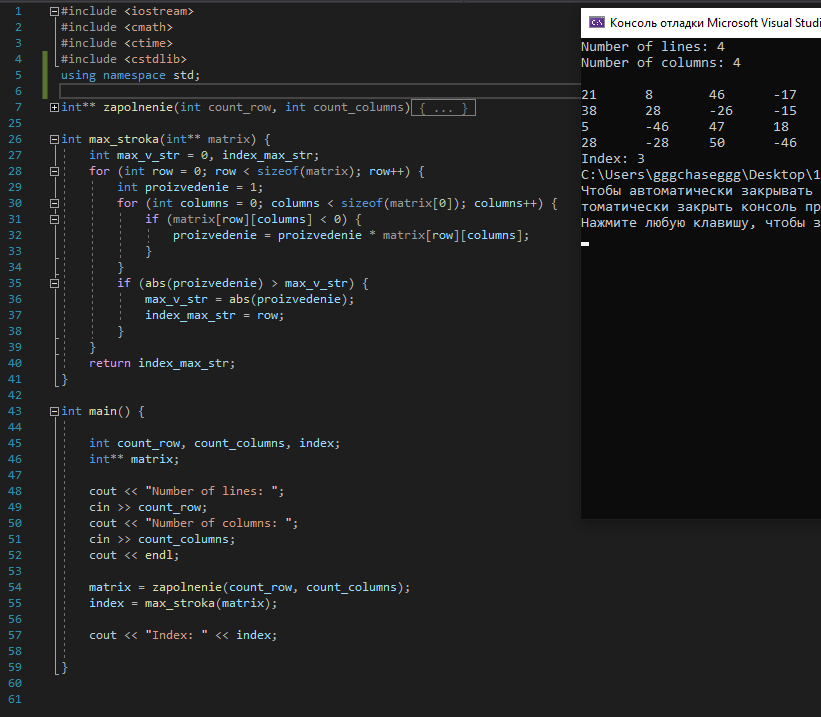 1 #include <iostream>
2 #include <cmath>
3 #include <ctime>
4 #include <cstdlib>
5 using namespace std;
6
7 int** zapolnenie(int count_row, int count_columns) { ... }
25
26 int max_stroka(int** matrix) {
27 int max_v_str = 0, index_max_str;
28 for (int row = 0; row < sizeof(matrix); row++) {
29 int proizvedenie = 1;
30 for (int columns = 0; columns < sizeof(matrix[0]); columns++) {
31 if (matrix[row][columns] < 0) {
32 proizvedenie = proizvedenie * matrix[row][columns];
33 }
34 }
35 if (abs(proizvedenie) > max_v_str) {
36 max_v_str = abs(proizvedenie);
37 index_max_str = row;
38 }
39 }
40 return index_max_str;
41 }
42
43 int main() {
44
45 int count_row, count_columns, index;
46 int** matrix;
47
48 cout << "Number of lines: ";
49 cin >> count_row;
50 cout << "Number of columns: ";
51 cin >> count_columns;
52 cout << endl;
53
54 matrix = zapolnenie(count_row, count_columns);
55 index = max_stroka(matrix);
56
57 cout << "Index: " << index;
58
59 }
60
61
C:\ Консоль отладки Microsoft Visual Studi
Number of lines: 4
Number of columns: 4
21 8 46 -17
38 28 -26 -15
5 -46 47 18
28 -28 50 -46
Index: 3
C:\Users\gggchaseggg\Desktop\1
Чтобы автоматически закрывать
томатически закрыть консоль пр
Нажмите любую клавишу, чтобы з